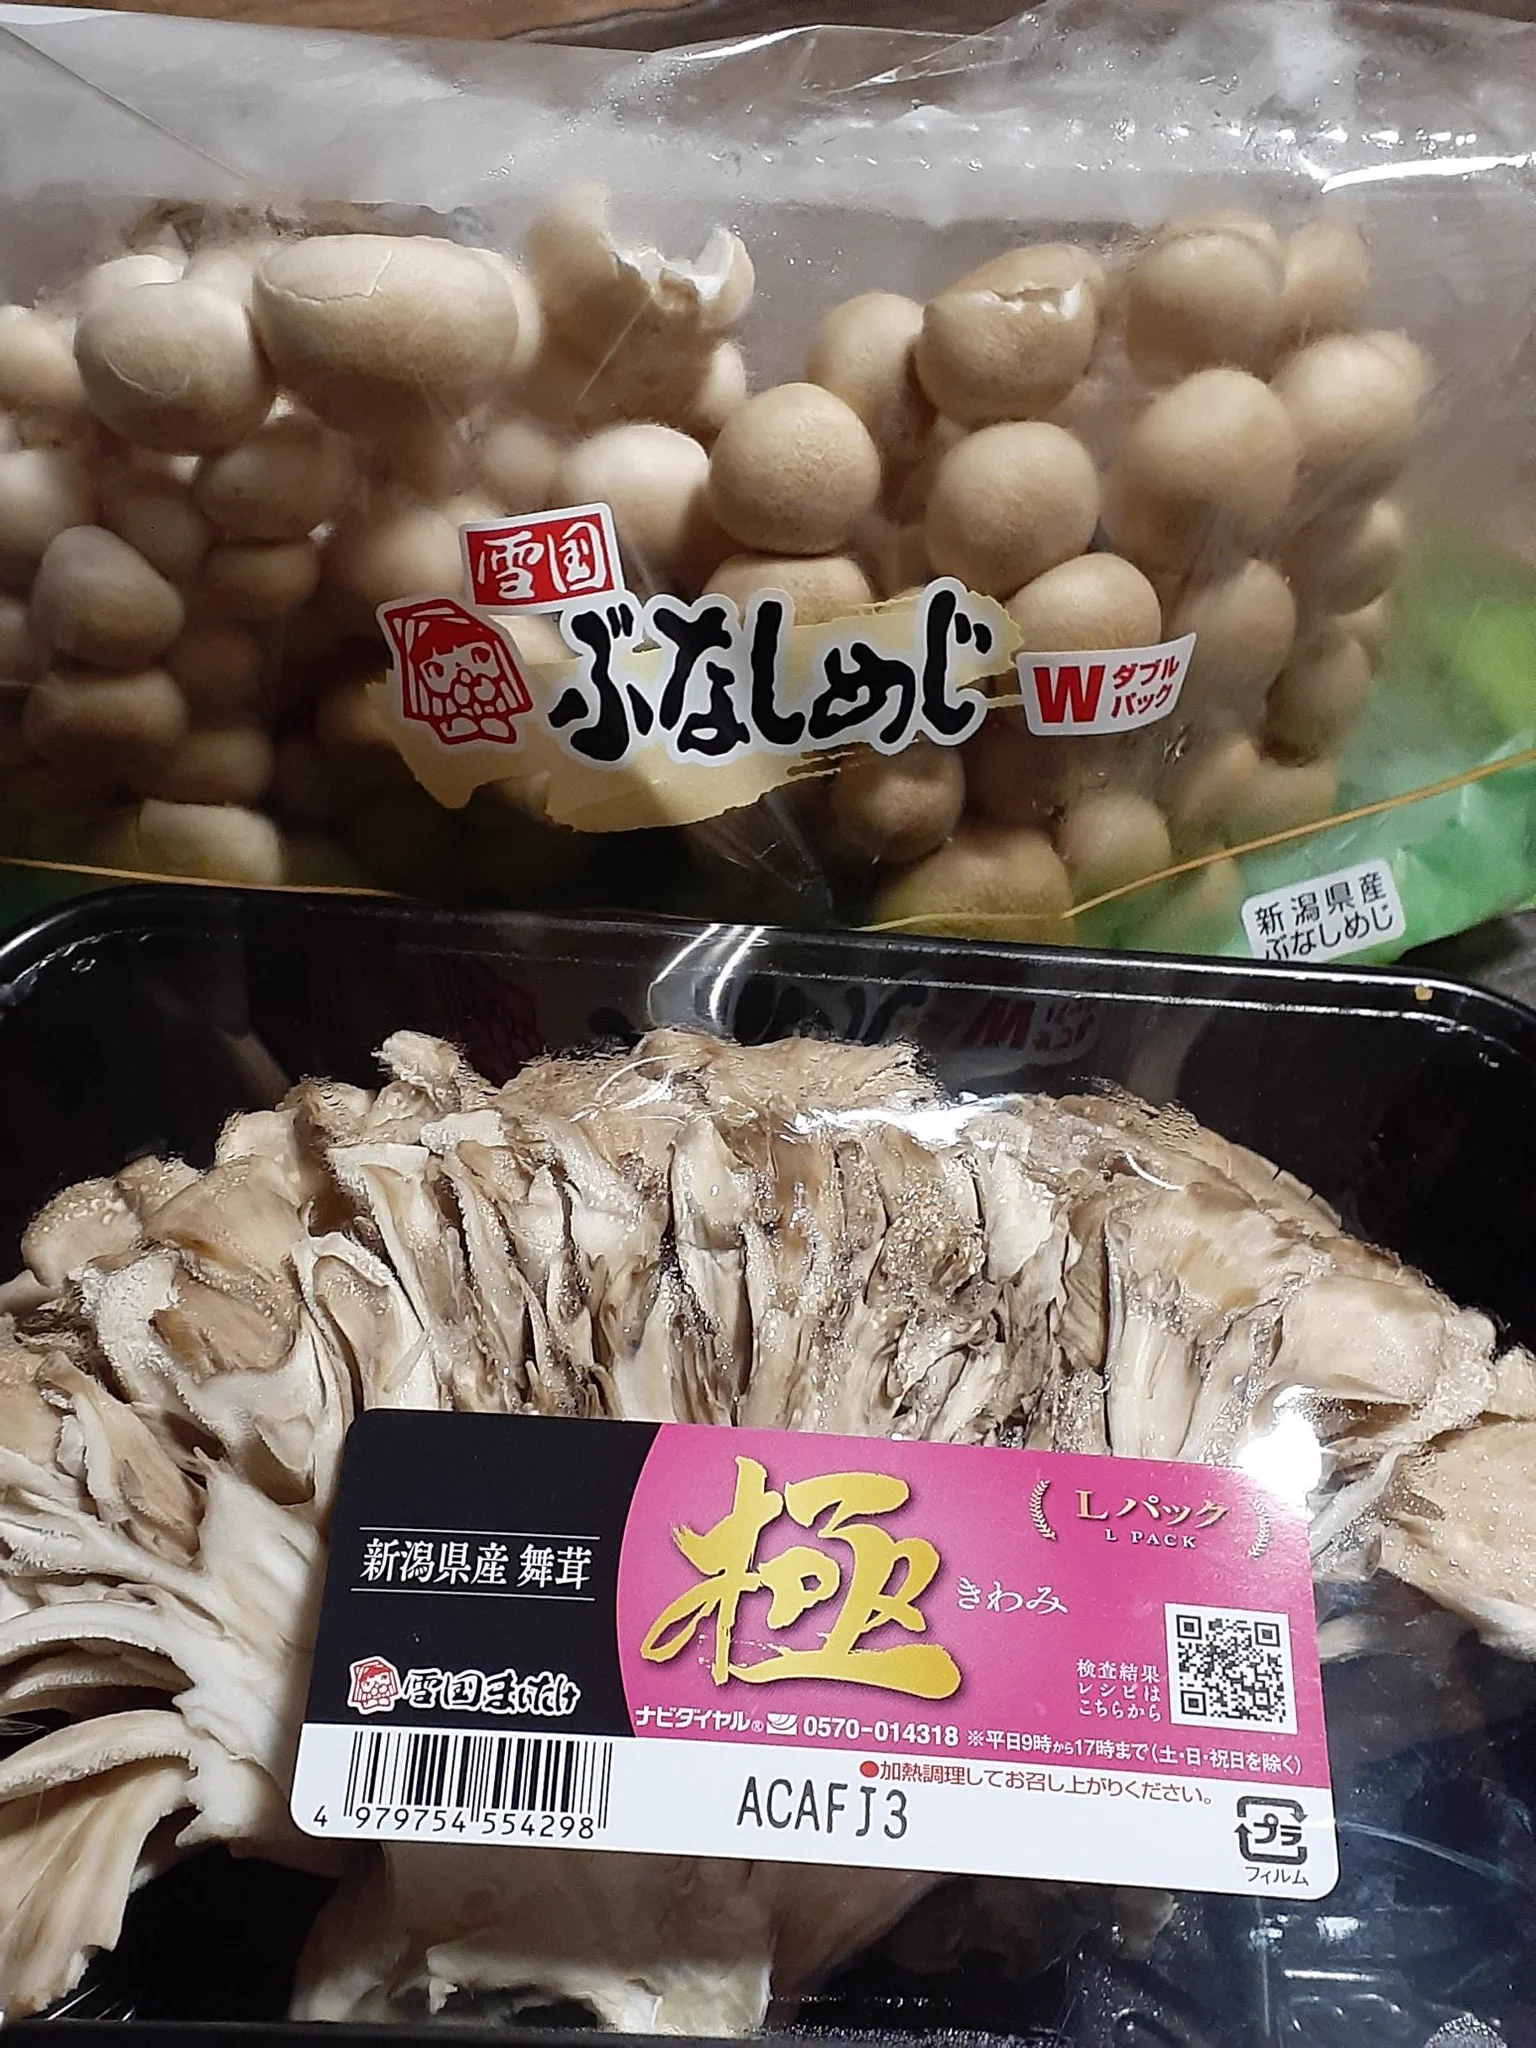 雪国
ぶなしめじ
W ダブル
パック
新潟県産
ぶなしめじ
新潟県産 舞茸
雪国まいたけ
極
きわみ
Lパック
L PACK
検査結果
レシピは
こちらから
ナビダイヤル® 0570-014318 ※平日9時から17時まで(土・日・祝日を除く)
●加熱調理してお召し上がりください。
4 979754 554298
ACAFJ3
プラ
フィルム